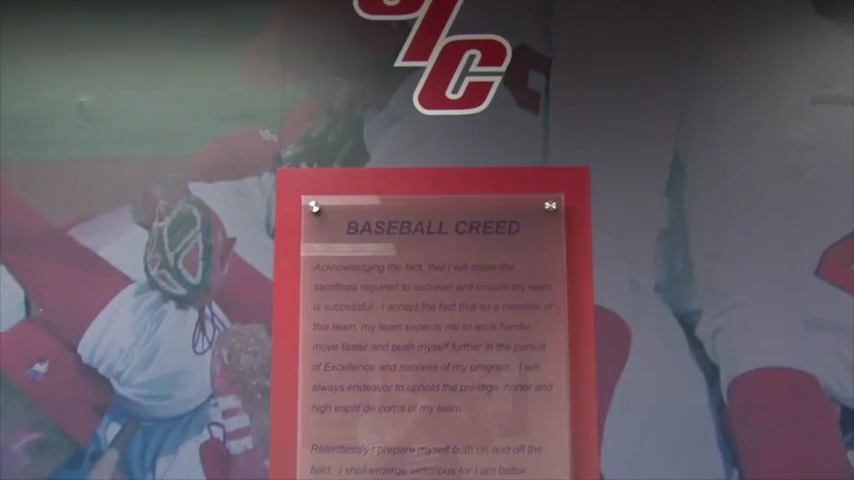 JC
BASEBALL CREED
Acknowledging the fact, that I will make the
sacrifices required to succeed and ensure my team
is successful. I accept the fact that as a member of
this team, my team expects me to work harder,
move faster and push myself further in the pursuit
of Excellence and success of my program. I will
always endeavor to uphold the prestige, honor and
high esprit de corps of my team.
Relentlessly I prepare myself both on and off the
field. I shall emerge victorious for I am better